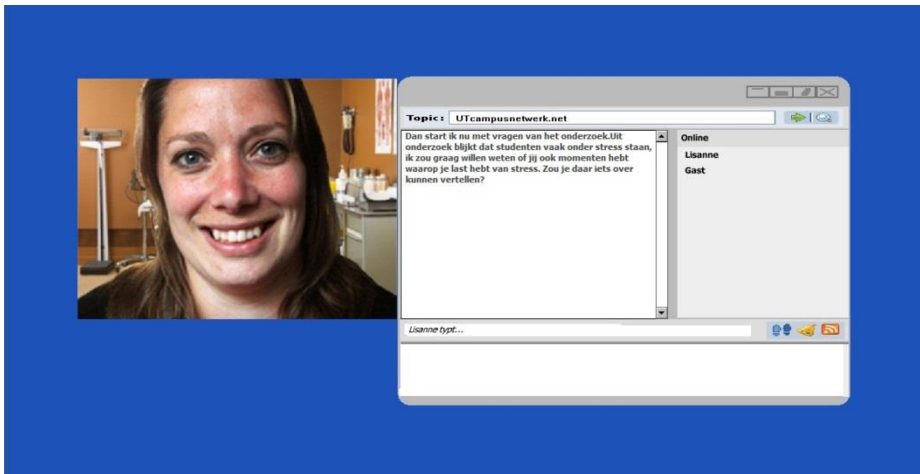 Topic: UTcampusnetwerk.net
Dan start ik nu met vragen van het onderzoek.Uit
onderzoek blijkt dat studenten vaak onder stress staan,
ik zou graag willen weten of jij ook momenten hebt
waarop je last hebt van stress. Zou je daar iets over
kunnen vertellen?
Online
Lisanne
Gast
Lisanne typt...